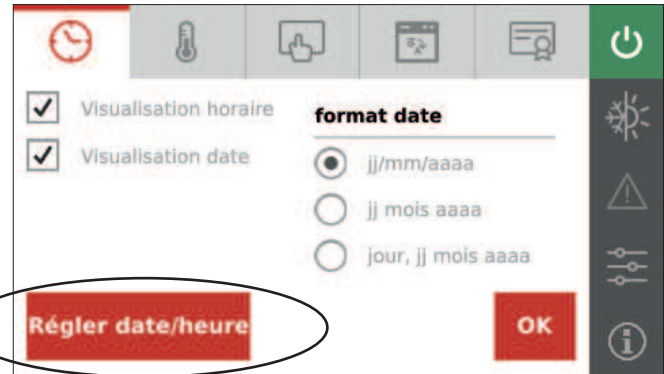 Visualisation horaire
Visualisation date
format date
jj/mm/aaaa
jj mois aaaa
jour, jj mois aaaa
Régler date/heure
OK